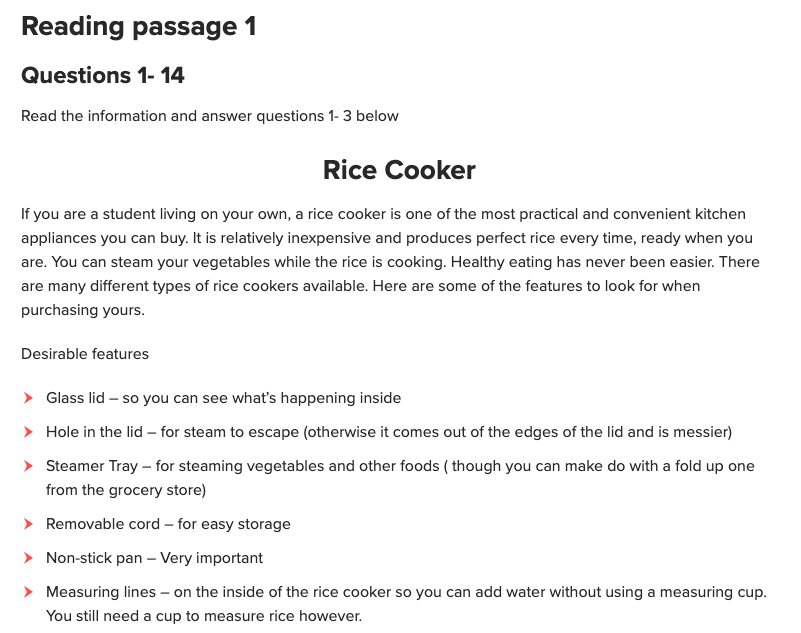 Reading passage 1
Questions 1- 14
Read the information and answer questions 1- 3 below
Rice Cooker
If you are a student living on your own, a rice cooker is one of the most practical and convenient kitchen
appliances you can buy. It is relatively inexpensive and produces perfect rice every time, ready when you
are. You can steam your vegetables while the rice is cooking. Healthy eating has never been easier. There
are many different types of rice cookers available. Here are some of the features to look for when
purchasing yours.
Desirable features
Glass lid – so you can see what's happening inside
Hole in the lid – for steam to escape (otherwise it comes out of the edges of the lid and is messier)
Steamer Tray – for steaming vegetables and other foods ( though you can make do with a fold up one
from the grocery store)
Removable cord – for easy storage
Non-stick pan – Very important
Measuring lines – on the inside of the rice cooker so you can add water without using a measuring cup.
You still need a cup to measure rice however.